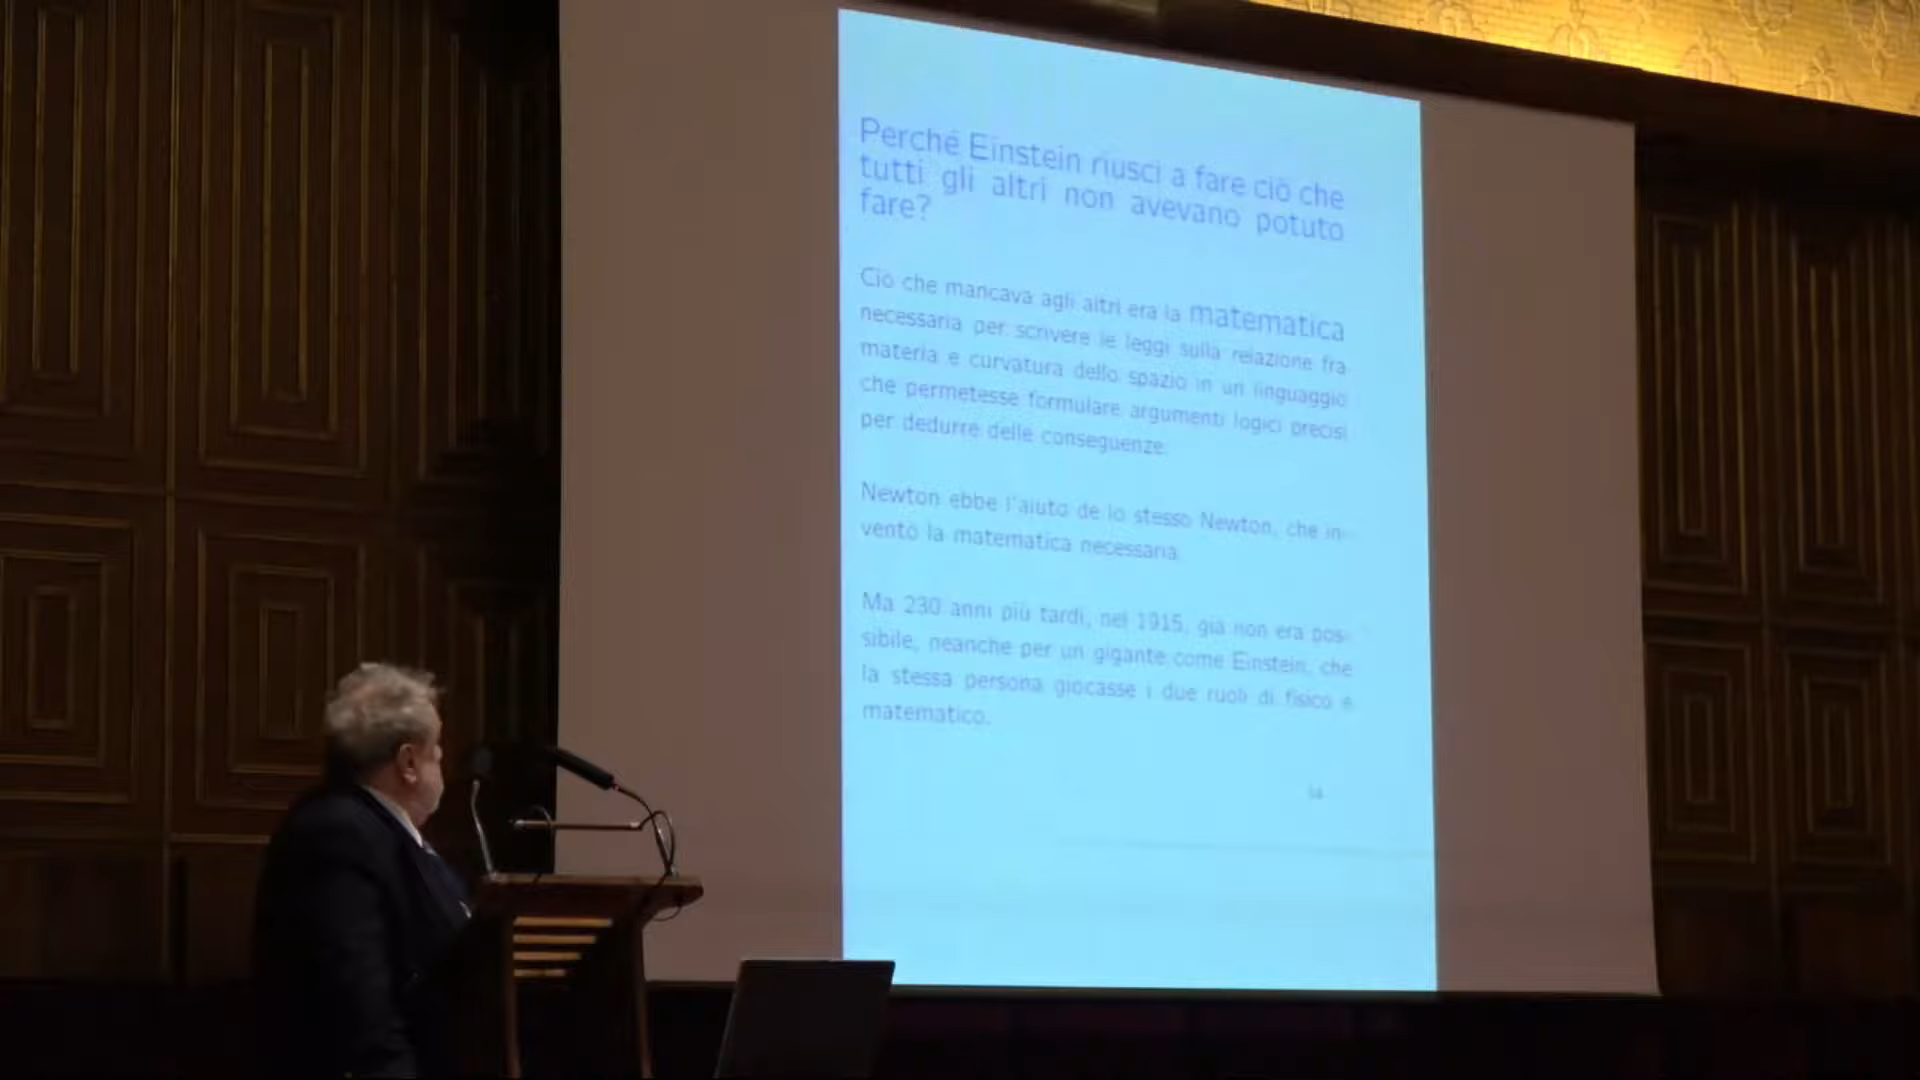 Perché Einstein riusci a fare ciò che
tutti gli altri non avevano potuto
fare?
Ciò che mancava agli altri era la matematica
necessaria per scrivere le leggi sulla relazione fra
materia e curvatura dello spazio in un linguaggio
che permetesse formulare argumenti logici precisi
per dedurre delle conseguenze.
Newton ebbe l'aiuto de lo stesso Newton, che in-
ventò la matematica necessaria.
Ma 230 anni più tardi, nel 1915, già non era pos-
sibile, neanche per un gigante come Einstein, che
la stessa persona giocasse i due ruoli di fisico e
matematico.